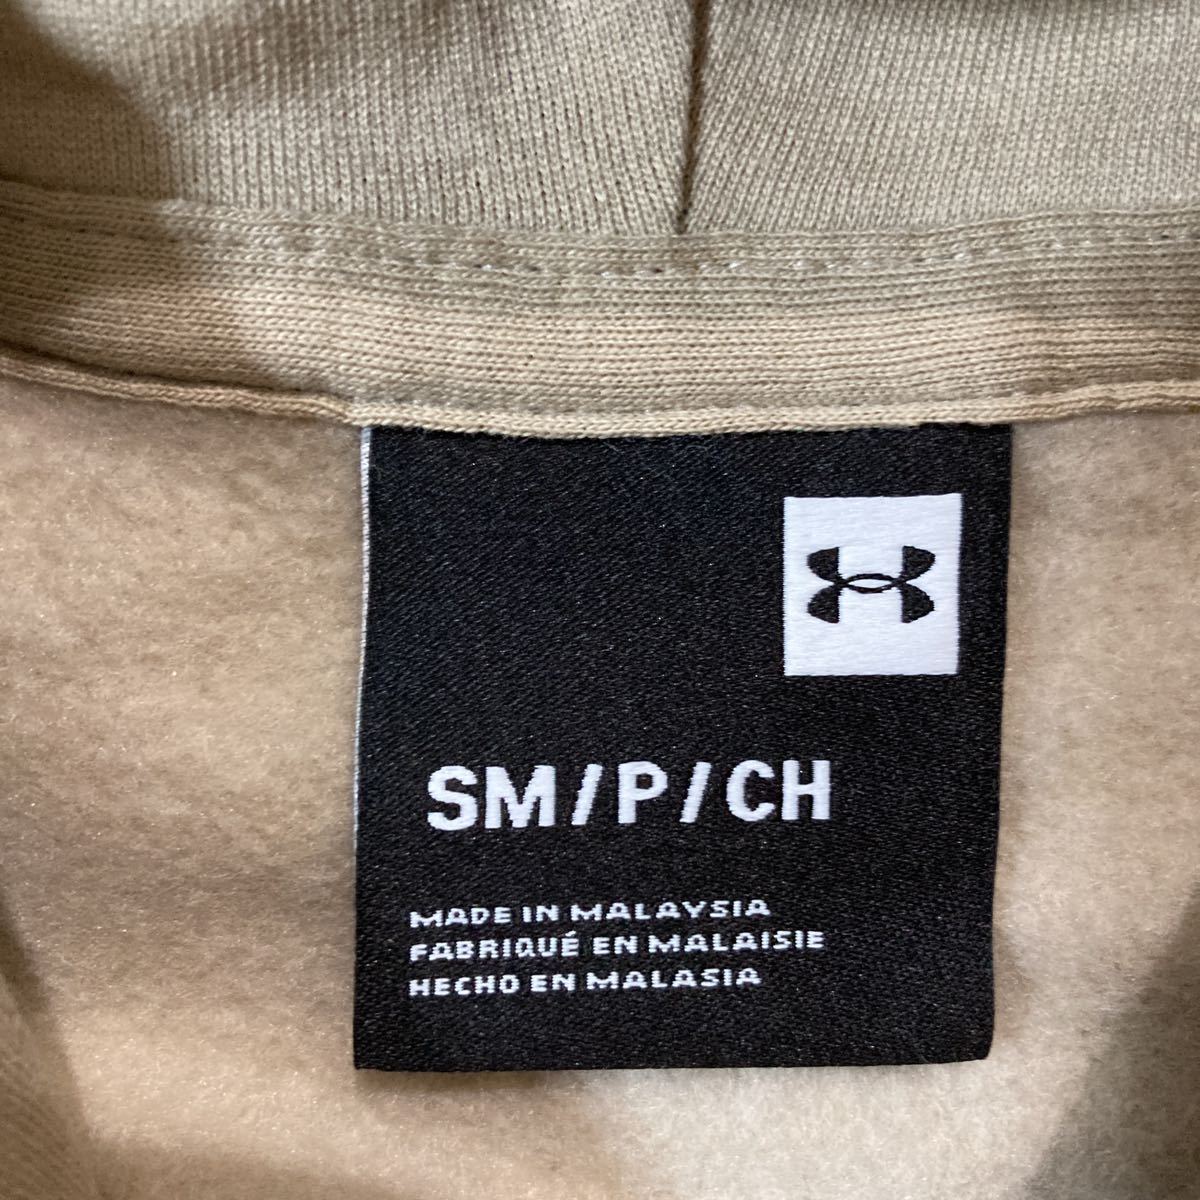 SM/P/CH
MADE IN MALAYSIA
FABRIQUÉ EN MALAISIE
HECHO EN MALASIA